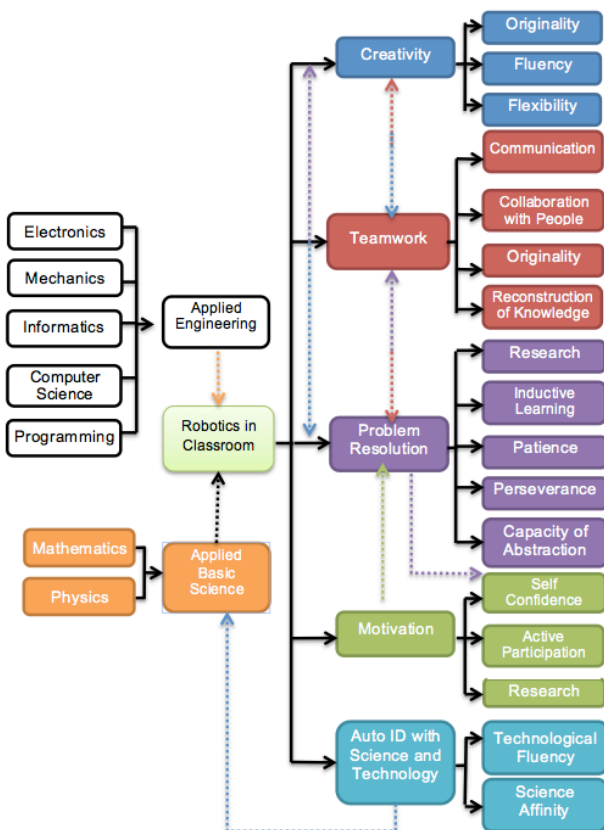 Originality
Creativity
Fluency
Flexibility
Communication
Collaboration
with People
Teamwork
Originality
Reconstruction
of Knowledge
Electronics
Mechanics
Informatics
Computer
Science
Programming
Applied
Engineering
Robotics in
Classroom
Research
Inductive
Learning
Problem
Resolution
Patience
Perseverance
Capacity of
Abstraction
Mathematics
Physics
Applied
Basic
Science
Self
Confidence
Motivation
Active
Participation
Research
Auto ID with
Science and
Technology
Technological
Fluency
Science
Affinity